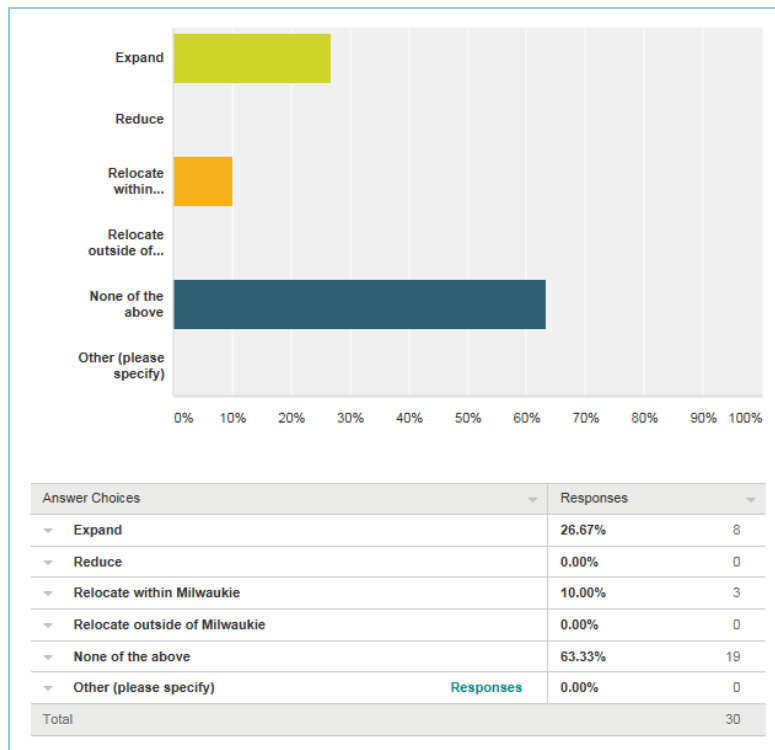 Expand
Reduce
Relocate
within...
Relocate
outside of...
None of the
above
Other (please
specify)
0% 10% 20% 30% 40% 50% 60% 70% 80% 90% 100%
Answer Choices Responses
Expand 26.67% 8
Reduce 0.00% 0
Relocate within Milwaukie 10.00% 3
Relocate outside of Milwaukie 0.00% 0
None of the above 63.33% 19
Other (please specify) Responses 0.00% 0
Total 30